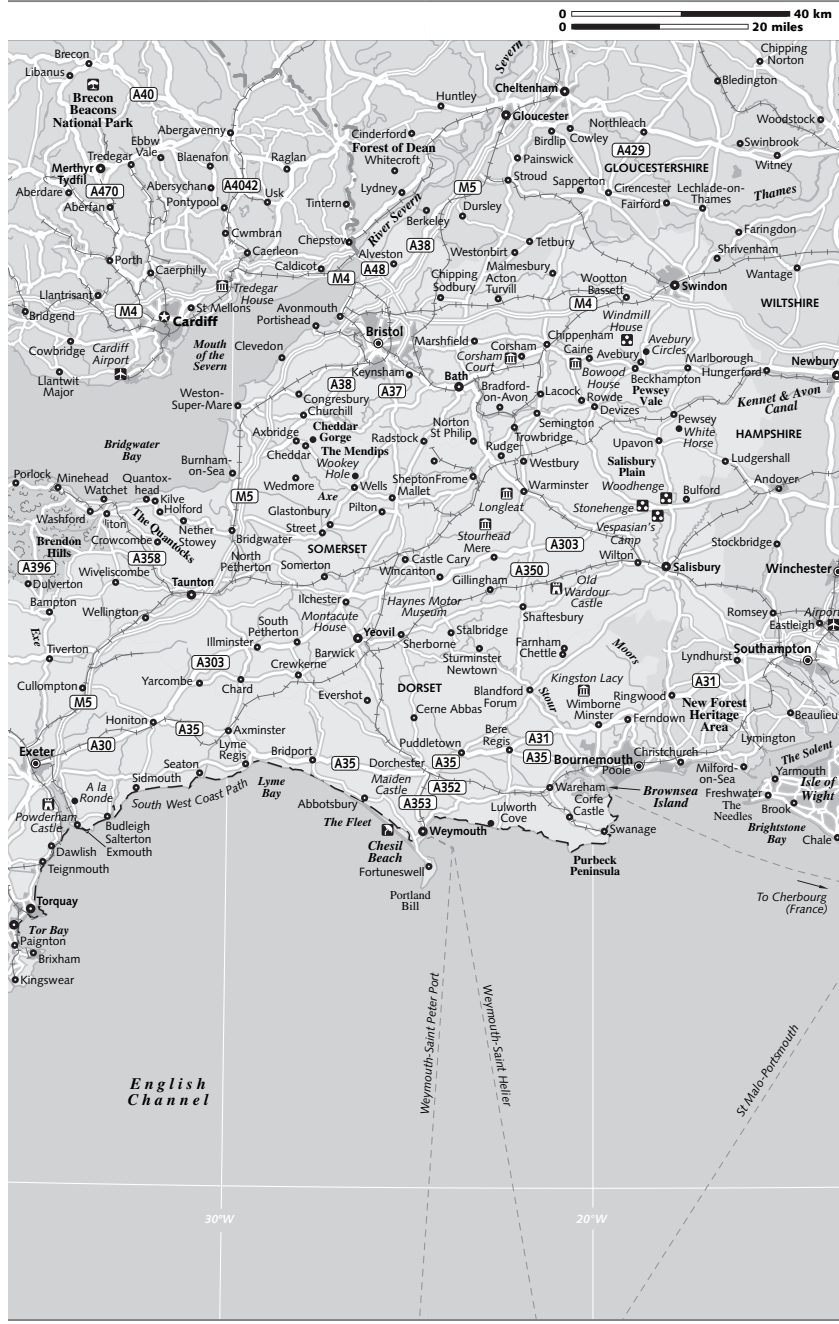 0 40 km
0 20 miles
Brecon
Libanus
Brecon
Beacons
National Park
A40
Huntley
Severn
Cheltenham
Gloucester
Chipping
Norton
Bledington
Woodstock
Northleach
Birdlip
Cowley
A429
Swinbrook
Witney
GLOUCESTERSHIRE
Abergavenny
Cinderford
Forest of Dean
Whitecroft
Ebbw
Vale
Tredegar
Blaenafon
Raglan
Painswick
Stroud
Merthyr
Tydfil
Aberdare
A470
Aberfan
Abersychan
Pontypool
A4042
Usk
Tintern
Lydney
M5
Sapperton
Cirencester
Fairford
Lechlade-on-
Thames
Thames
River Severn
Berkeley
Dursley
Cwmbran
Caerleon
Chepstow
A38
Faringdon
Tetbury
Westonbirt
Shrivenham
Porth
Caerphilly
Caldicot
Alveston
A48
M4
Malmesbury
Acton
Turvill
Chipping
Sodbury
Wantage
Wootton
Bassett
Swindon
Llantrisant
Tredegar
House
M4
M4
WILTSHIRE
Bridgend
St Mellons
Cardiff
Avonmouth
Portishead
Bristol
Windmill
House
Cowbridge
Cardiff
Airport
Mouth
of the
Severn
Clevedon
Marshfield
Corsham
Corsham
Court
Chippenham
Caine
Avebury
Avebury
Circles
Marlborough
Newbury
Llantwit
Major
Keynsham
Bath
Bowood
House
Beckhampton
Hungerford
A38
A37
Weston-
Super-Mare
Congresbury
Churchill
Bradford-
on-Avon
Lacock
Rowde
Devizes
Pewsey
Vale
Kennet & Avon
Canal
Cheddar
Gorge
Axbridge
Cheddar
The Mendips
Radstock
Norton
St Philip
Trowbridge
Semington
Pewsey
White
Horse
HAMPSHIRE
Rudge
Upavon
Bridgwater
Bay
Burnham-
on-Sea
Wookey
Hole
Westbury
Salisbury
Plain
Ludgershall
Porlock
Minehead
Watchet
Quantox-
head
Kilve
Holford
M5
Wedmore
Axe
Wells
Shepton
Mallet
Frome
Warminster
Woodhenge
Bulford
Andover
Longleat
Stonehenge
Washford
iton
Crowcombe
The Quantocks
Nether
Stowey
Glastonbury
Street
Pilton
Vespasian's
Camp
Brendon
Hills
Bridgwater
North
Petherton
SOMERSET
Stourhead
Mere
A303
Wilton
Stockbridge
A396
A358
Castle Cary
A350
Salisbury
Winchester
Dulverton
Wiveliscombe
Taunton
Somerton
Wincanton
Gillingham
Old
Wardour
Castle
Bampton
Wellington
Ilchester
Haynes Motor
Museum
Shaftesbury
Romsey
Airport
Eastleigh
Exe
South
Petherton
Montacute
House
Yeovil
Sherborne
Stalbridge
Farnham
Chettle
Moors
Tiverton
Illminster
Barwick
Sturminster
Newtown
Lyndhurst
Southampton
A303
Crewkerne
Kingston Lacy
A31
Cullompton
Yarcombe
Chard
Evershot
DORSET
Blandford
Forum
Stour
Wimborne
Minster
Ringwood
New Forest
Heritage
Area
M5
Cerne Abbas
Ferndown
Beaulieu
Honiton
A35
Axminster
Bere
Regis
A31
Lymington
A30
Lyme
Regis
Bridport
Puddletown
A35
Christchurch
The Solent
Exeter
Seaton
A35
Dorchester
A35
Bournemouth
Poole
Milford-
on-Sea
Yarmouth
Sidmouth
A la
Ronde
South West Coast Path
Lyme
Bay
Maiden
Castle
A352
Wareham
Corfe
Castle
Brownsea
Island
Freshwater
The
Needles
Isle of
Wight
Abbotsbury
A353
Lulworth
Cove
Brook
Powderham
Castle
Budleigh
Salterton
Exmouth
The Fleet
Weymouth
Swanage
Brightstone
Bay
Chale
Dawlish
Teignmouth
Chesil
Beach
Fortuneswell
Purbeck
Peninsula
Portland
Bill
To Cherbourg
(France)
Torquay
Tor Bay
Paignton
Brixham
Kingswear
Weymouth-Saint Peter Port
Weymouth-Saint Helier
St Malo-Portsmouth
English
Channel
30°W
20°W